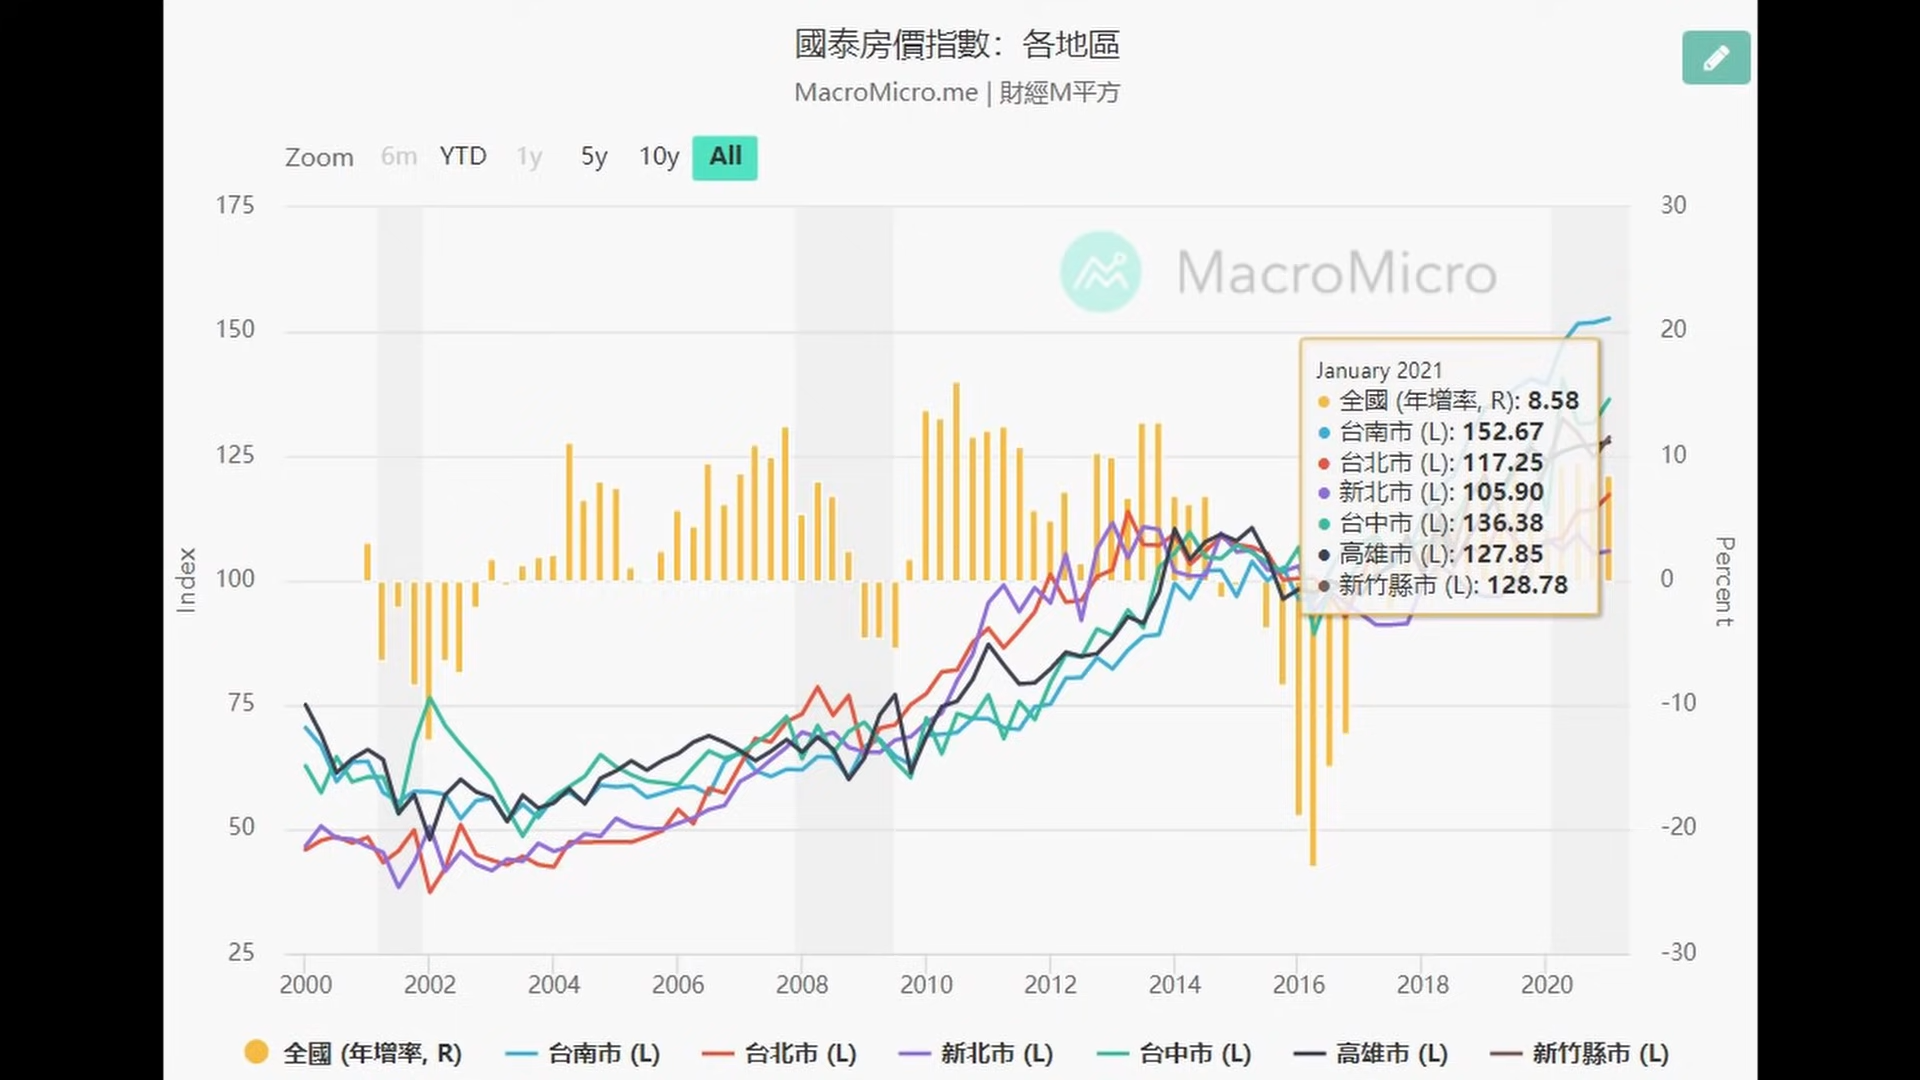 國泰房價指數：各地區
MacroMicro.me | 財經M平方
Zoom 6m YTD 1y 5y 10y All
175 30
MacroMicro
150 20
January 2021
全國 (年增率, R): 8.58
台南市 (L): 152.67
125 10
台北市 (L): 117.25
新北市 (L): 105.90
台中市 (L): 136.38
高雄市 (L): 127.85
新竹縣市 (L): 128.78
100 0
Index
Percent
75 -10
50 -20
25 -30
2000 2002 2004 2006 2008 2010 2012 2014 2016 2018 2020
全國 (年增率, R) 台南市 (L) 台北市 (L) 新北市 (L) 台中市 (L) 高雄市 (L) 新竹縣市 (L)